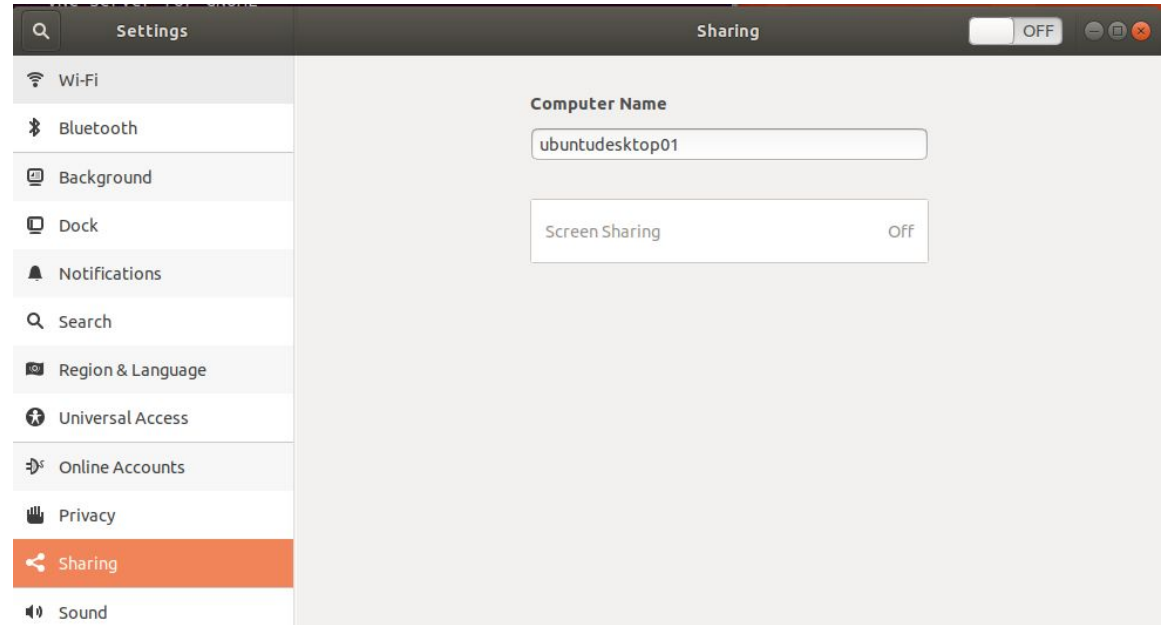 Settings
Sharing
OFF
Wi-Fi
Bluetooth
Background
Dock
Notifications
Search
Region & Language
Universal Access
Online Accounts
Privacy
Sharing
Sound
Computer Name
ubuntudesktop01
Screen Sharing
Off